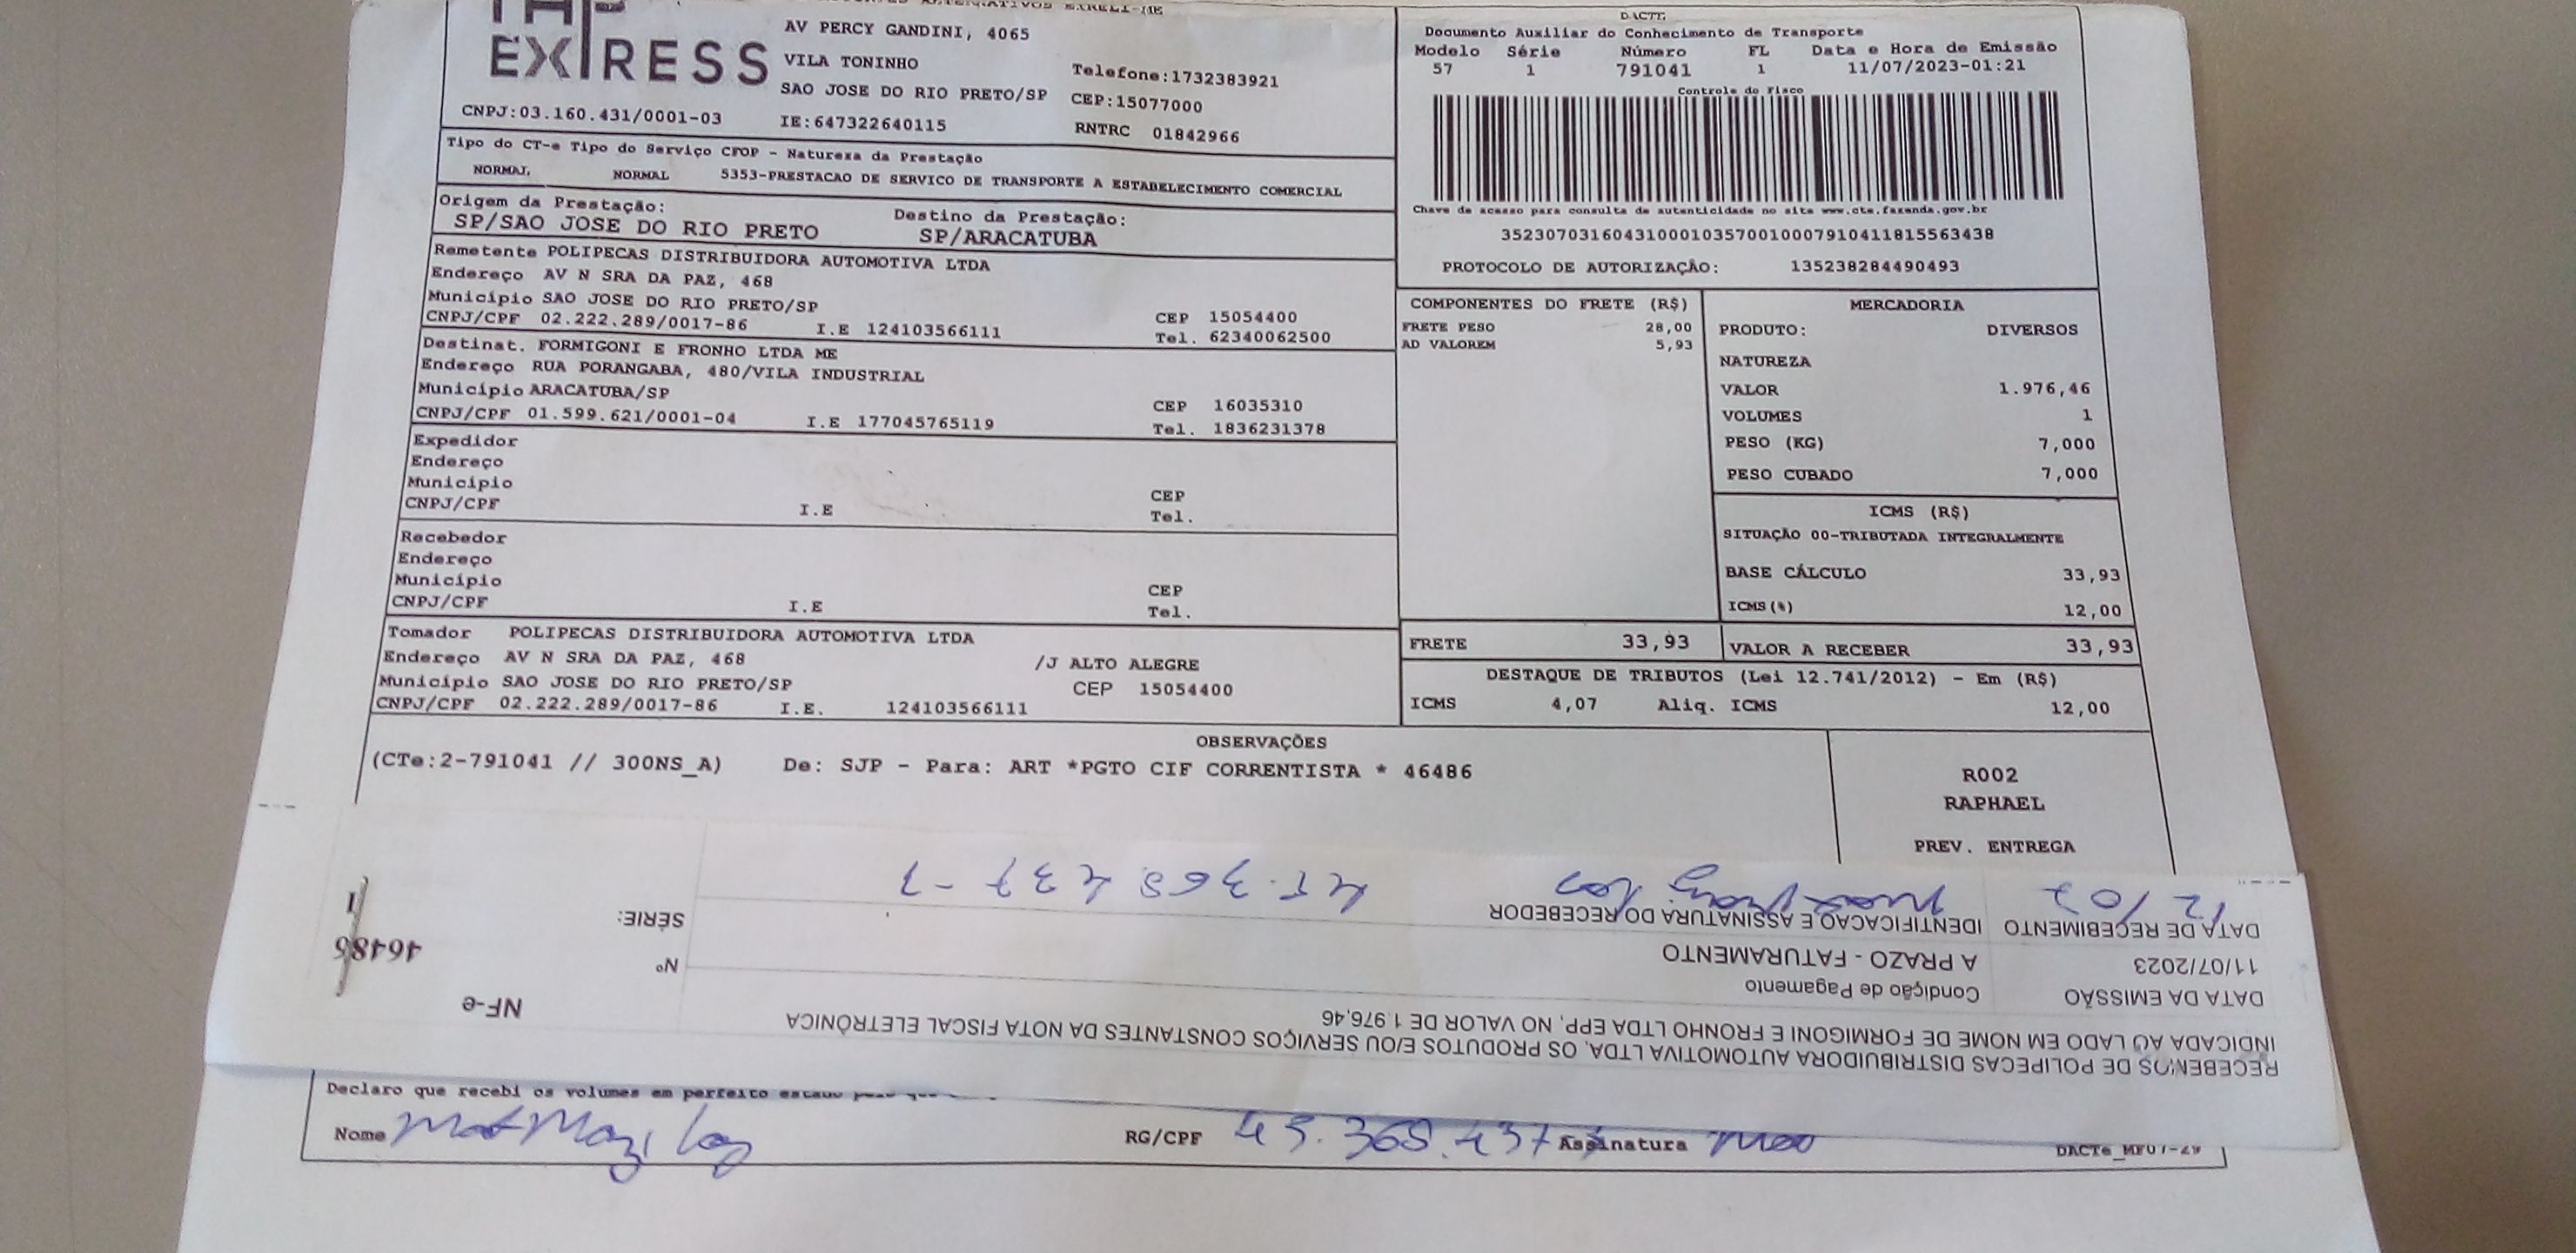 EXPRESS
AV PERCY GANDINI, 4065
VILA TONINHO
SAO JOSE DO RIO PRETO/SP
Telefone:1732383921
CEP:15077000
CNPJ:03.160.431/0001-03
IE:647322640115
RNTRC 01842966
Tipo do CT-e Tipo do Serviço CFOP - Natureza da Prestação
NORMAL NORMAL 5353-PRESTACAO DE SERVICO DE TRANSPORTE A ESTABELECIMENTO COMERCIAL
Origem da Prestação: Destino da Prestação:
SP/SAO JOSE DO RIO PRETO SP/ARACATUBA
Remetente POLIPECAS DISTRIBUIDORA AUTOMOTIVA LTDA
Endereço AV N SRA DA PAZ, 468
Município SAO JOSE DO RIO PRETO/SP CEP 15054400
CNPJ/CPF 02.222.289/0017-86 I.E 124103566111 Tel. 62340062500
Destinat. FORMIGONI E FRONHO LTDA ME
Endereço RUA PORANGABA, 480/VILA INDUSTRIAL
Município ARACATUBA/SP CEP 16035310
CNPJ/CPF 01.599.621/0001-04 I.E 177045765119 Tel. 1836231378
Expedidor
Endereço
Município CEP
CNPJ/CPF I.E Tel.
Recebedor
Endereço
Município CEP
CNPJ/CPF I.E Tel.
Tomador POLIPECAS DISTRIBUIDORA AUTOMOTIVA LTDA
Endereço AV N SRA DA PAZ, 468 /J ALTO ALEGRE
Município SAO JOSE DO RIO PRETO/SP CEP 15054400
CNPJ/CPF 02.222.289/0017-86 I.E. 124103566111
DACTE
Documento Auxiliar do Conhecimento de Transporte
Modelo Série Número FL Data e Hora de Emissão
57 1 791041 1 11/07/2023-01:21
Controle do Fisco
Chave de acesso para consulta de autenticidade no site www.cte.fazenda.gov.br
35230703160431000103570010007910411815563438
PROTOCOLO DE AUTORIZAÇÃO: 135238284490493
COMPONENTES DO FRETE (R$)
FRETE PESO 28,00
AD VALOREM 5,93
MERCADORIA
PRODUTO: DIVERSOS
NATUREZA
VALOR 1.976,46
VOLUMES 1
PESO (KG) 7,000
PESO CUBADO 7,000
ICMS (R$)
SITUAÇÃO 00-TRIBUTADA INTEGRALMENTE
BASE CÁLCULO 33,93
ICMS(%) 12,00
FRETE 33,93 VALOR A RECEBER 33,93
DESTAQUE DE TRIBUTOS (Lei 12.741/2012) - Em (R$)
ICMS 4,07 Aliq. ICMS 12,00
OBSERVAÇÕES
(CTe:2-791041 // 300NS_A) De: SJP - Para: ART *PGTO CIF CORRENTISTA * 46486
R002
RAPHAEL
PREV. ENTREGA
RECEBEMOS DE POLIPECAS DISTRIBUIDORA AUTOMOTIVA LTDA, OS PRODUTOS E/OU SERVIÇOS CONSTANTES DA NOTA FISCAL ELETRÔNICA
INDICADA AO LADO EM NOME DE FORMIGONI E FRONHO LTDA EPP, NO VALOR DE 1.976,46
NF-e
DATA DA EMISSÃO Condição de Pagamento
11/07/2023 A PRAZO - FATURAMENTO
Nº 46486
DATA DE RECEBIMENTO IDENTIFICACAO E ASSINATURA DO RECEBEDOR
SÉRIE: 1
12/07
Declaro que recebi os volumes em perfeito estado
Nome RG/CPF 45.368.437 Assinatura